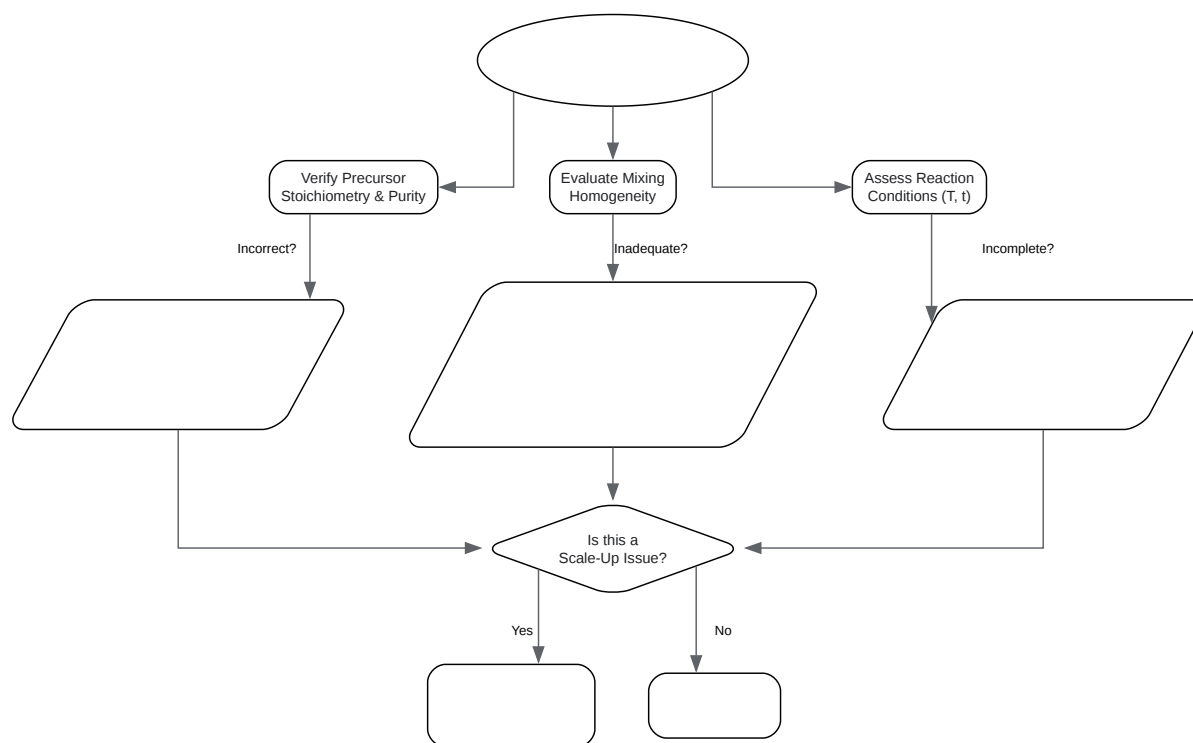 Verify Precursor
Stoichiometry & Purity
Evaluate Mixing
Homogeneity
Assess Reaction
Conditions (T, t)
Incorrect?
Inadequate?
Incomplete?
Is this a
Scale-Up Issue?
Yes
No